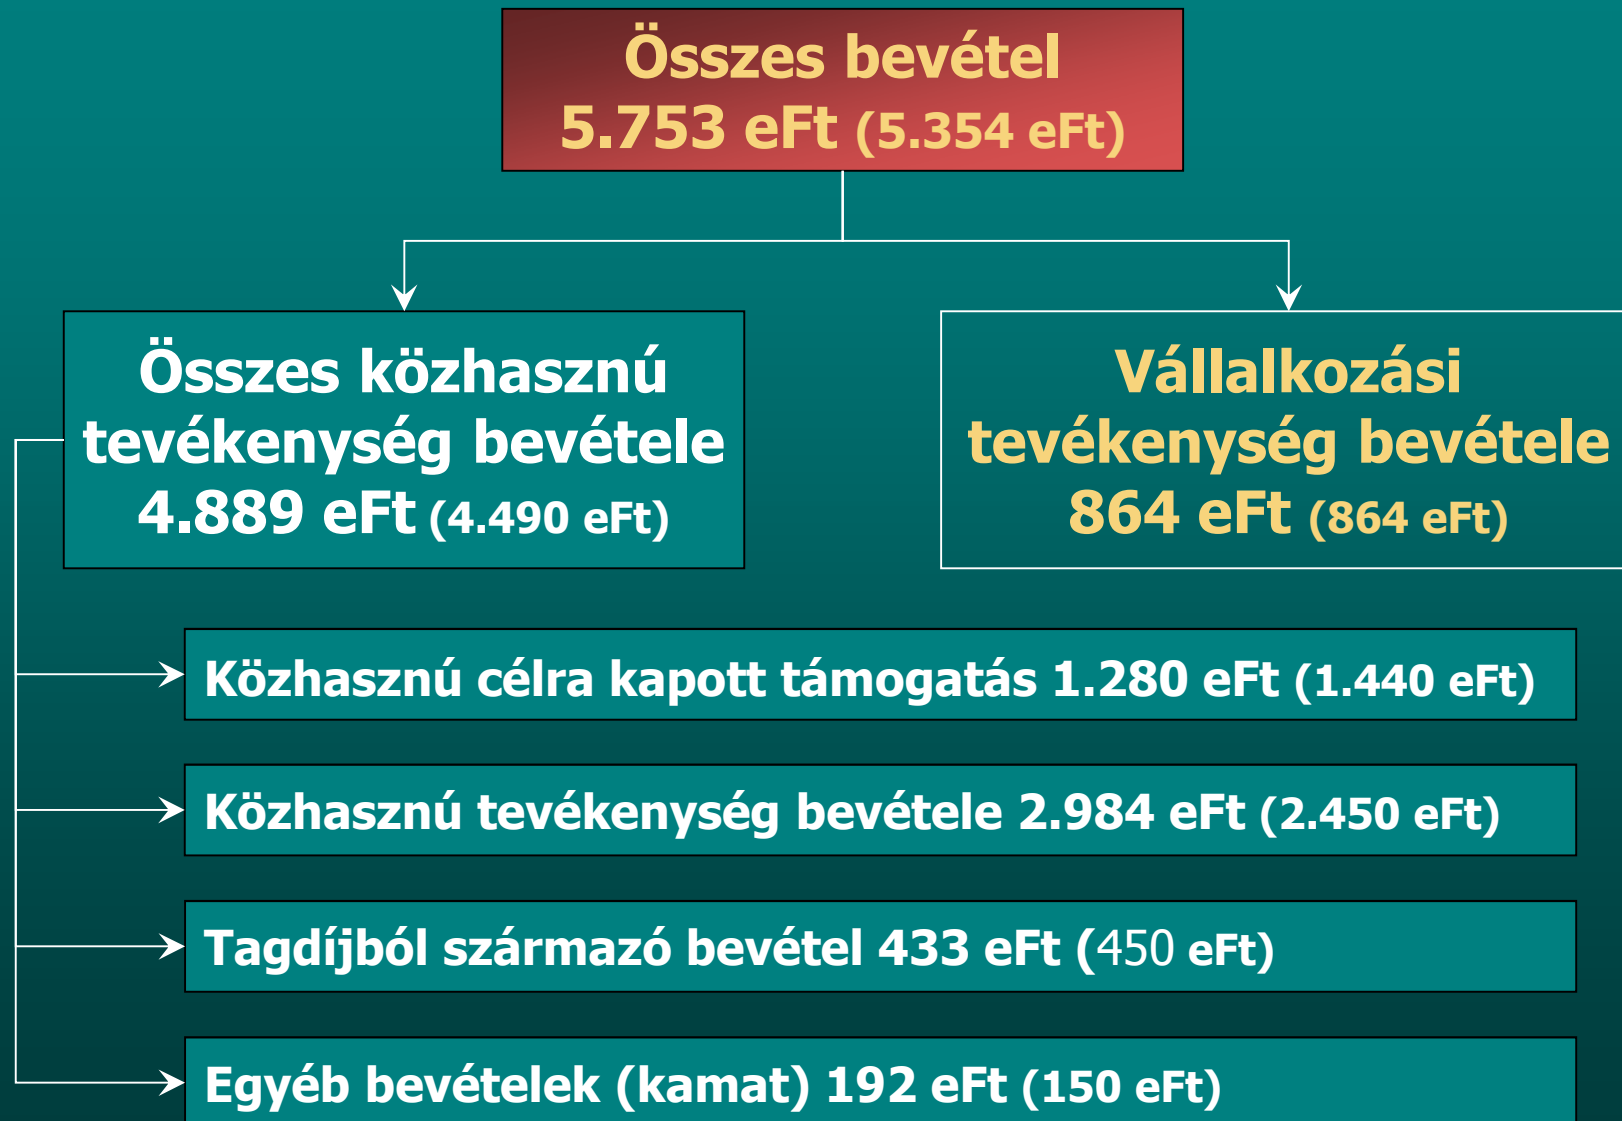 Összes bevétel
5.753 eFt (5.354 eFt)
Összes közhasznú
tevékenység bevétele
4.889 eFt (4.490 eFt)
Vállalkozási
tevékenység bevétele
864 eFt (864 eFt)
Közhasznú célra kapott támogatás 1.280 eFt (1.440 eFt)
Közhasznú tevékenység bevétele 2.984 eFt (2.450 eFt)
Tagdíjból származó bevétel 433 eFt (450 eFt)
Egyéb bevételek (kamat) 192 eFt (150 eFt)